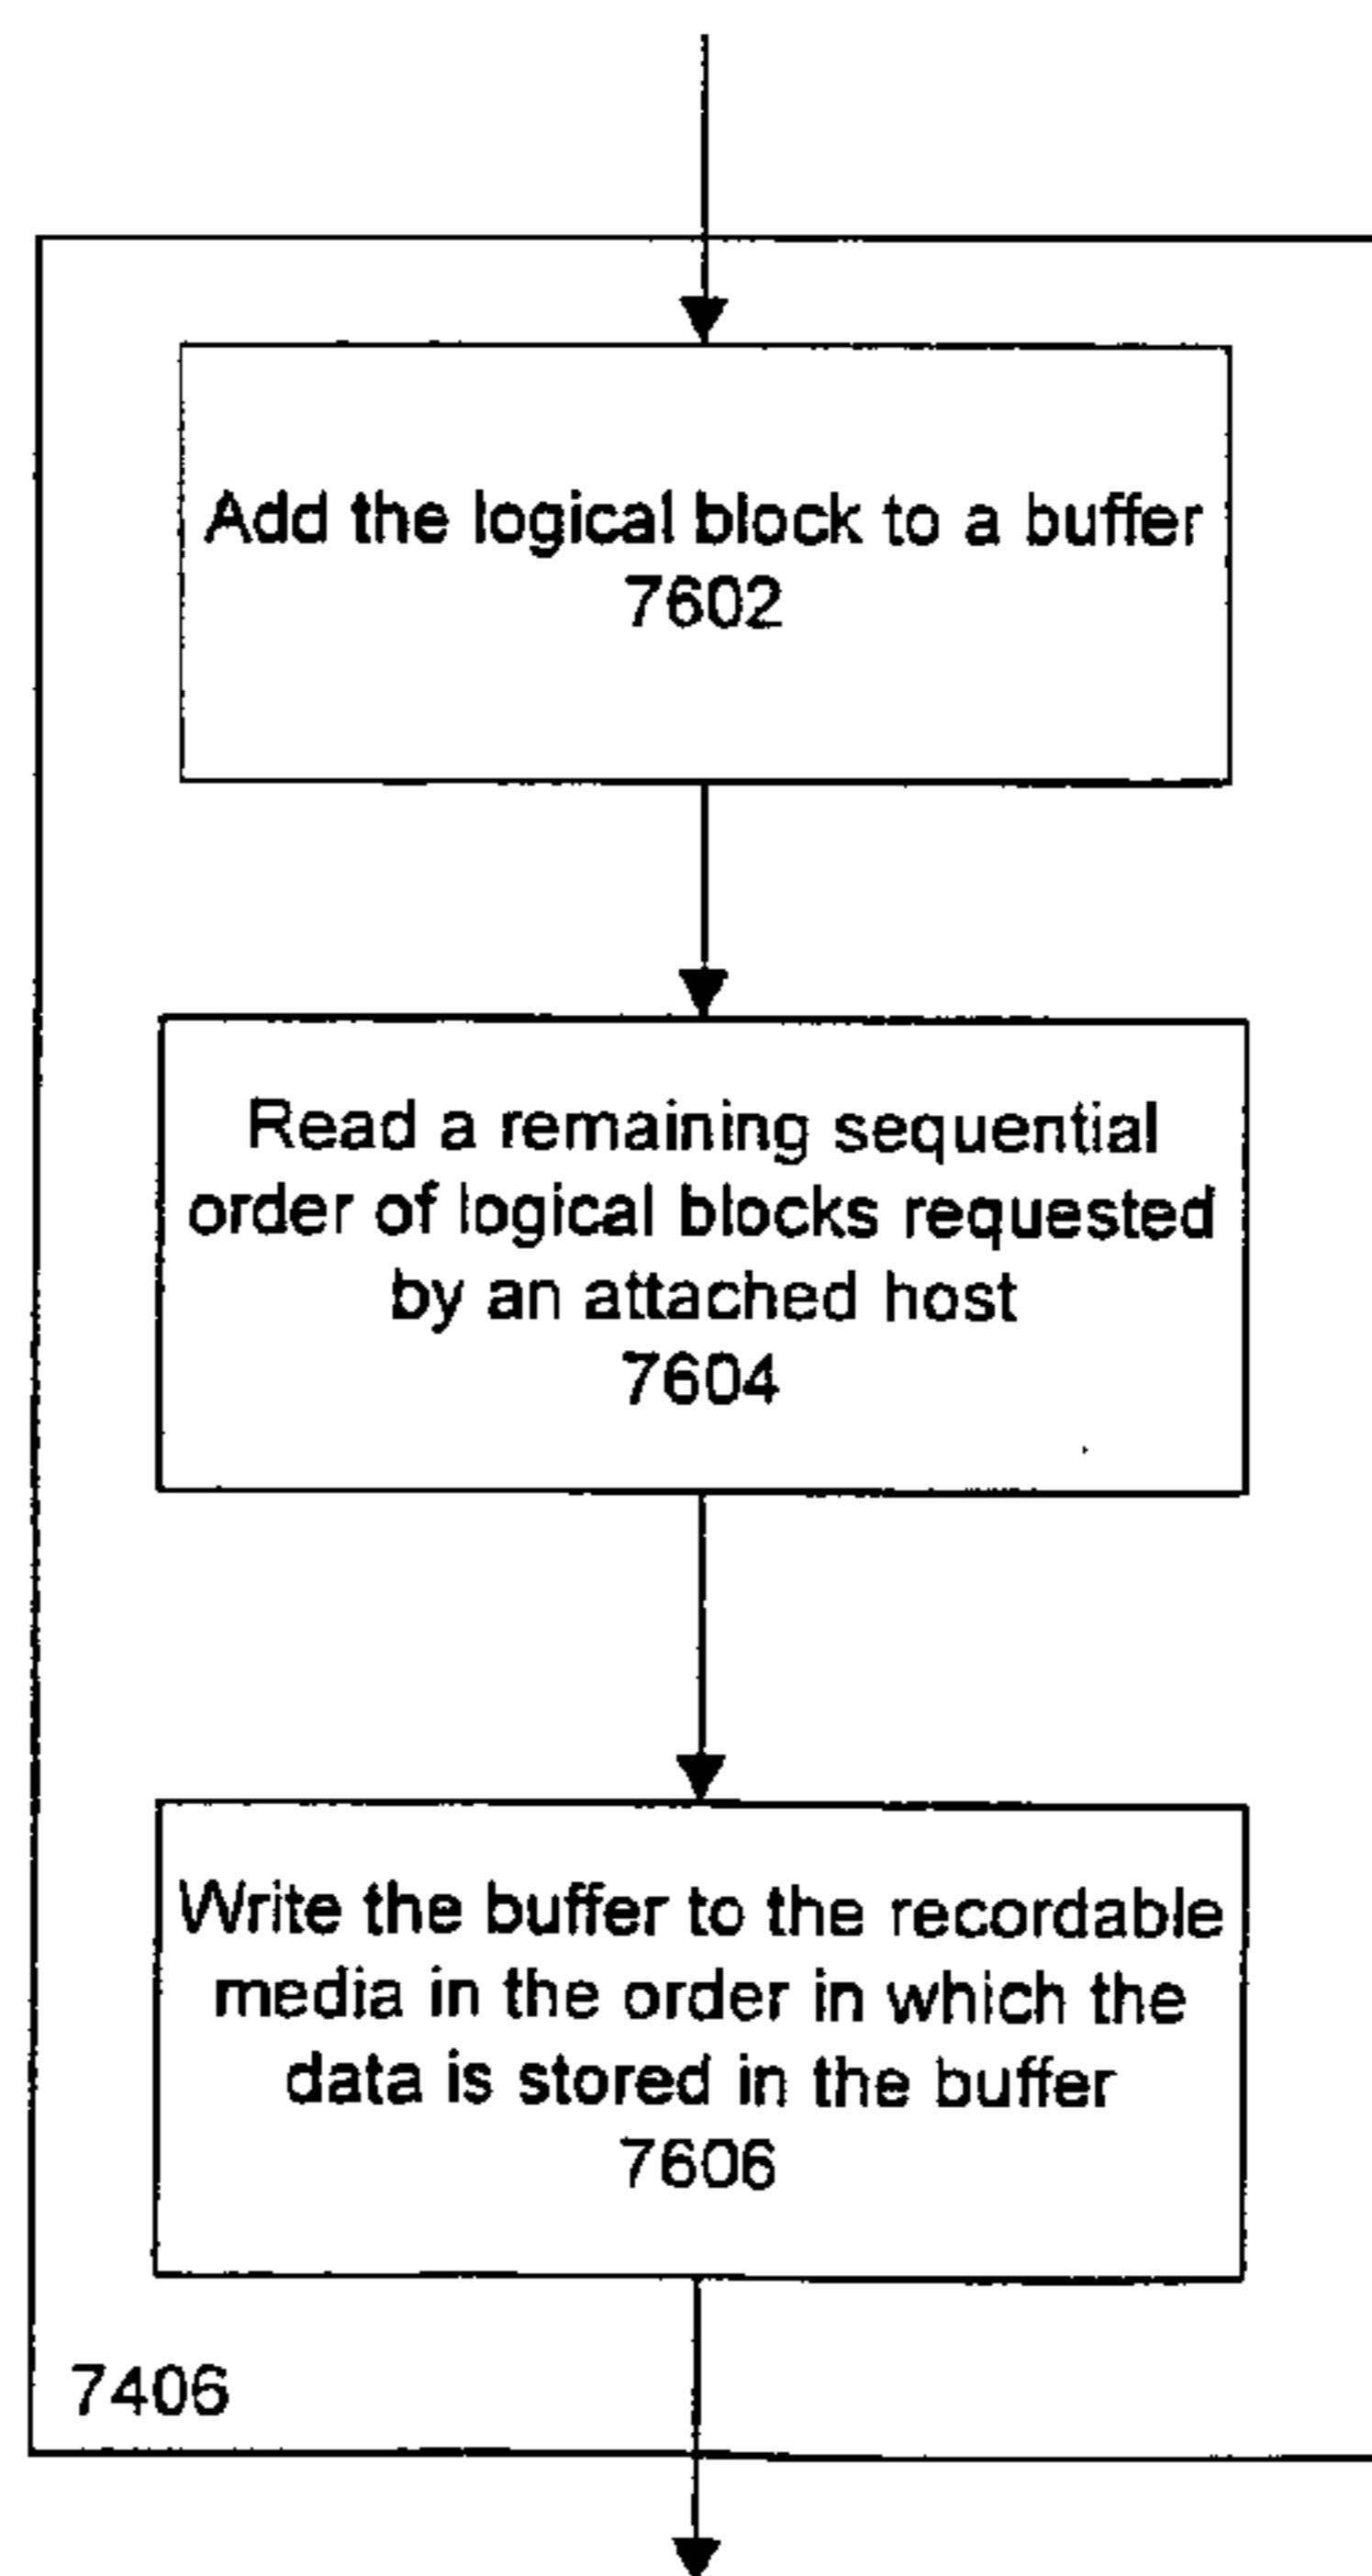 Add the logical block to a buffer
7602
Read a remaining sequential
order of logical blocks requested
by an attached host
7604
Write the buffer to the recordable
media in the order in which the
data is stored in the buffer
7606
7406